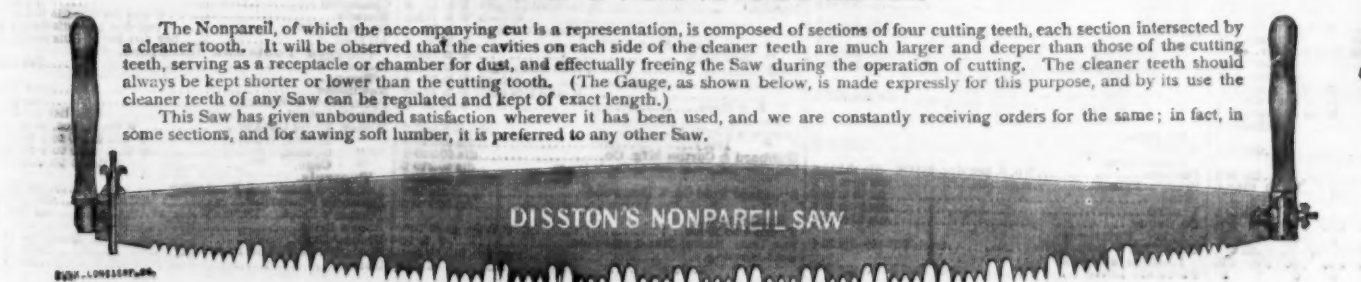 The Nonpareil, of which the accompanying cut is a representation, is composed of sections of four cutting teeth, each section intersected by
a cleaner tooth. It will be observed that the cavities on each side of the cleaner teeth are much larger and deeper than those of the cutting
teeth, serving as a receptacle or chamber for dust, and effectually freeing the Saw during the operation of cutting. The cleaner teeth should
always be kept shorter or lower than the cutting tooth. (The Gauge, as shown below, is made expressly for this purpose, and by its use the
cleaner teeth of any Saw can be regulated and kept of exact length.)
This Saw has given unbounded satisfaction wherever it has been used, and we are constantly receiving orders for the same; in fact, in
some sections, and for sawing soft lumber, it is preferred to any other Saw.
DISSTON'S NONPAREIL SAW